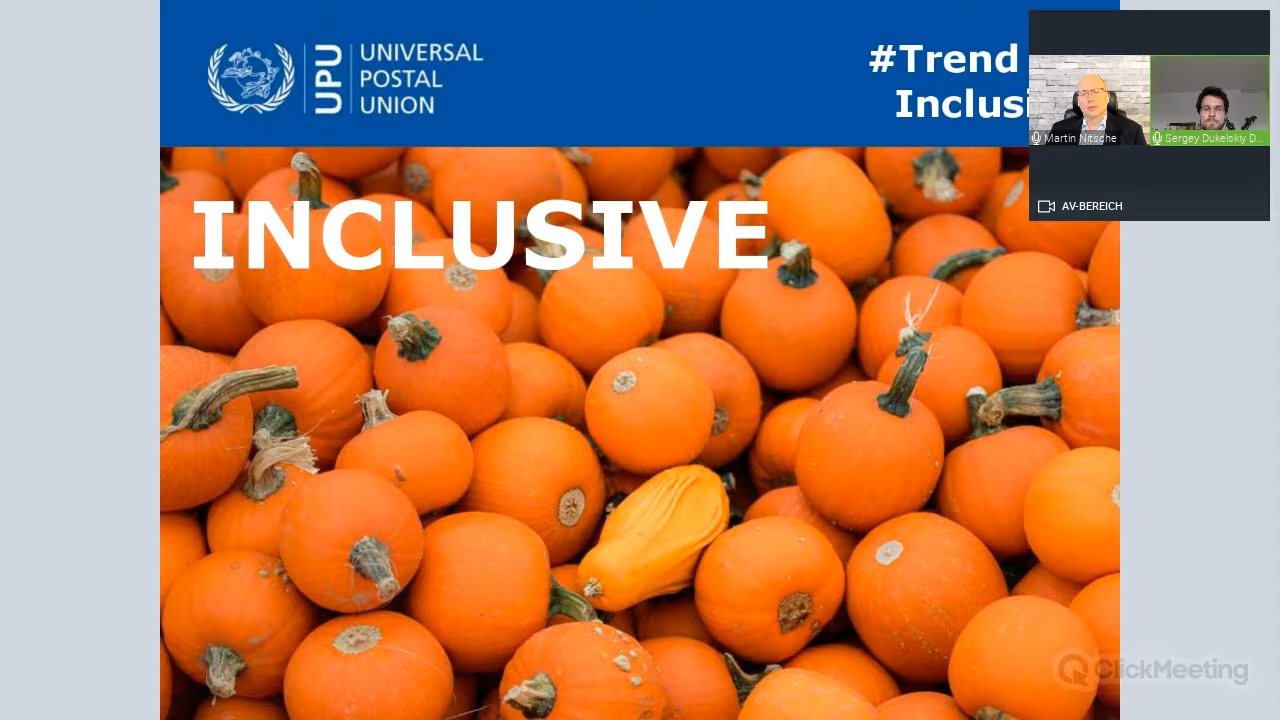 UPU
UNIVERSAL
POSTAL
UNION
#Trend
Inclusi
Martin Nitsche
Sergey Dukelskiy D...
AV-BEREICH
INCLUSIVE
ClickMeeting